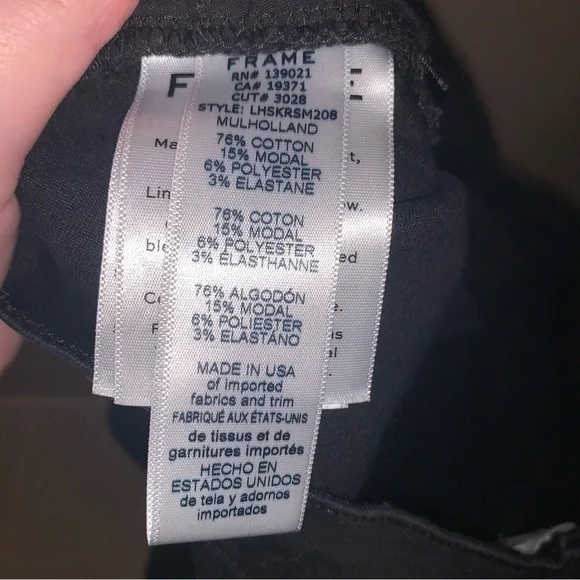 FRAME
RN# 139021
CA# 19371
CUT# 3028
STYLE: LHSKRSM208
MULHOLLAND
76% COTTON
15% MODAL
6% POLYESTER
3% ELASTANE
76% COTON
15% MODAL
6% POLYESTER
3% ÉLASTHANNE
76% ALGODÓN
15% MODAL
6% POLIÉSTER
3% ELASTANO
MADE IN USA
of imported
fabrics and trim
FABRIQUÉ AUX ÉTATS-UNIS
de tissus et de
garnitures importés
HECHO EN
ESTADOS UNIDOS
de tela y adornos
importados